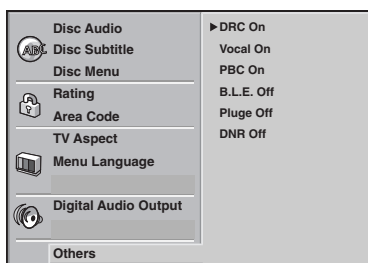 Disc Audio
ABC
Disc Subtitle
Disc Menu
Rating
Area Code
TV Aspect
Menu Language
Digital Audio Output
Others
DRC On
Vocal On
PBC On
B.L.E. Off
Pluge Off
DNR Off